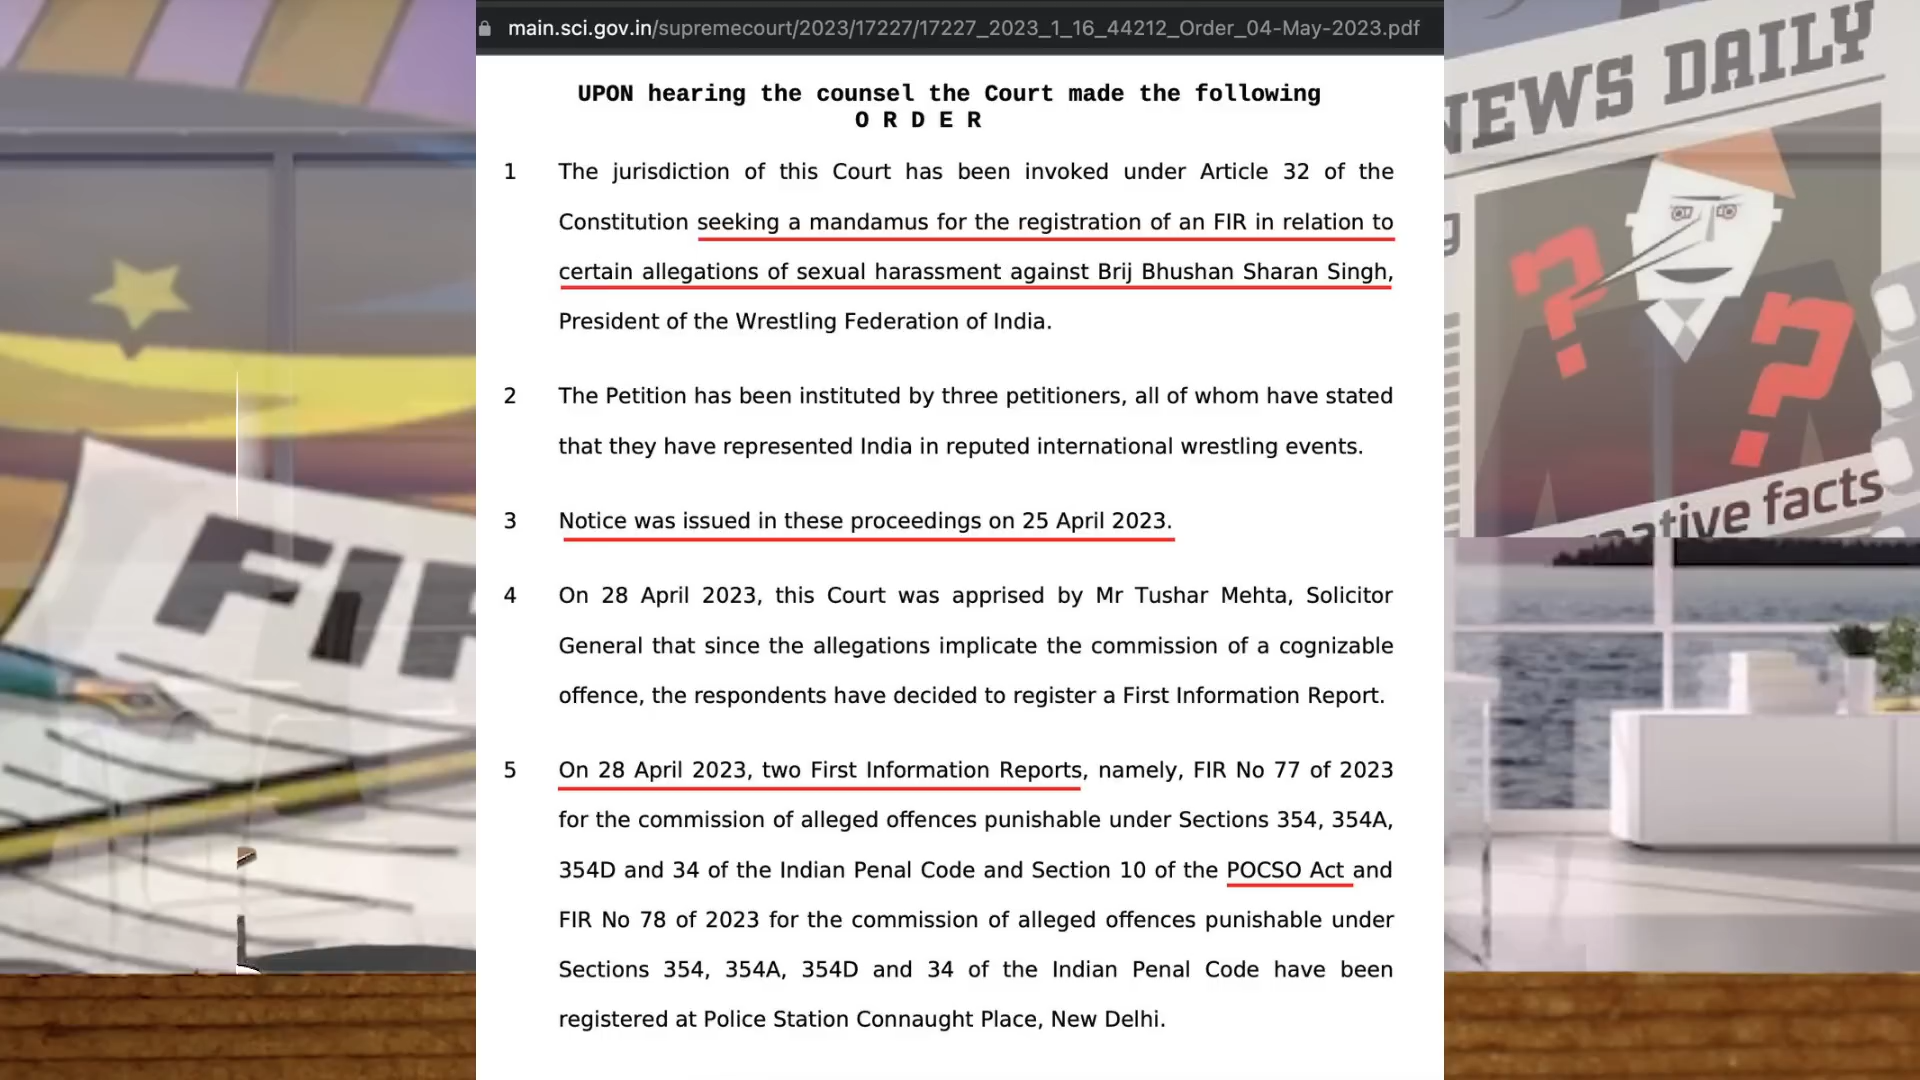 main.sci.gov.in/supremecourt/2023/17227/17227_2023_1_16_44212_Order_04-May-2023.pdf
UPON hearing the counsel the Court made the following
O R D E R
1 The jurisdiction of this Court has been invoked under Article 32 of the
Constitution seeking a mandamus for the registration of an FIR in relation to
certain allegations of sexual harassment against Brij Bhushan Sharan Singh,
President of the Wrestling Federation of India.
2 The Petition has been instituted by three petitioners, all of whom have stated
that they have represented India in reputed international wrestling events.
3 Notice was issued in these proceedings on 25 April 2023.
4 On 28 April 2023, this Court was apprised by Mr Tushar Mehta, Solicitor
General that since the allegations implicate the commission of a cognizable
offence, the respondents have decided to register a First Information Report.
5 On 28 April 2023, two First Information Reports, namely, FIR No 77 of 2023
for the commission of alleged offences punishable under Sections 354, 354A,
354D and 34 of the Indian Penal Code and Section 10 of the POCSO Act and
FIR No 78 of 2023 for the commission of alleged offences punishable under
Sections 354, 354A, 354D and 34 of the Indian Penal Code have been
registered at Police Station Connaught Place, New Delhi.
FIR
NEWS DAILY
? ?
facts